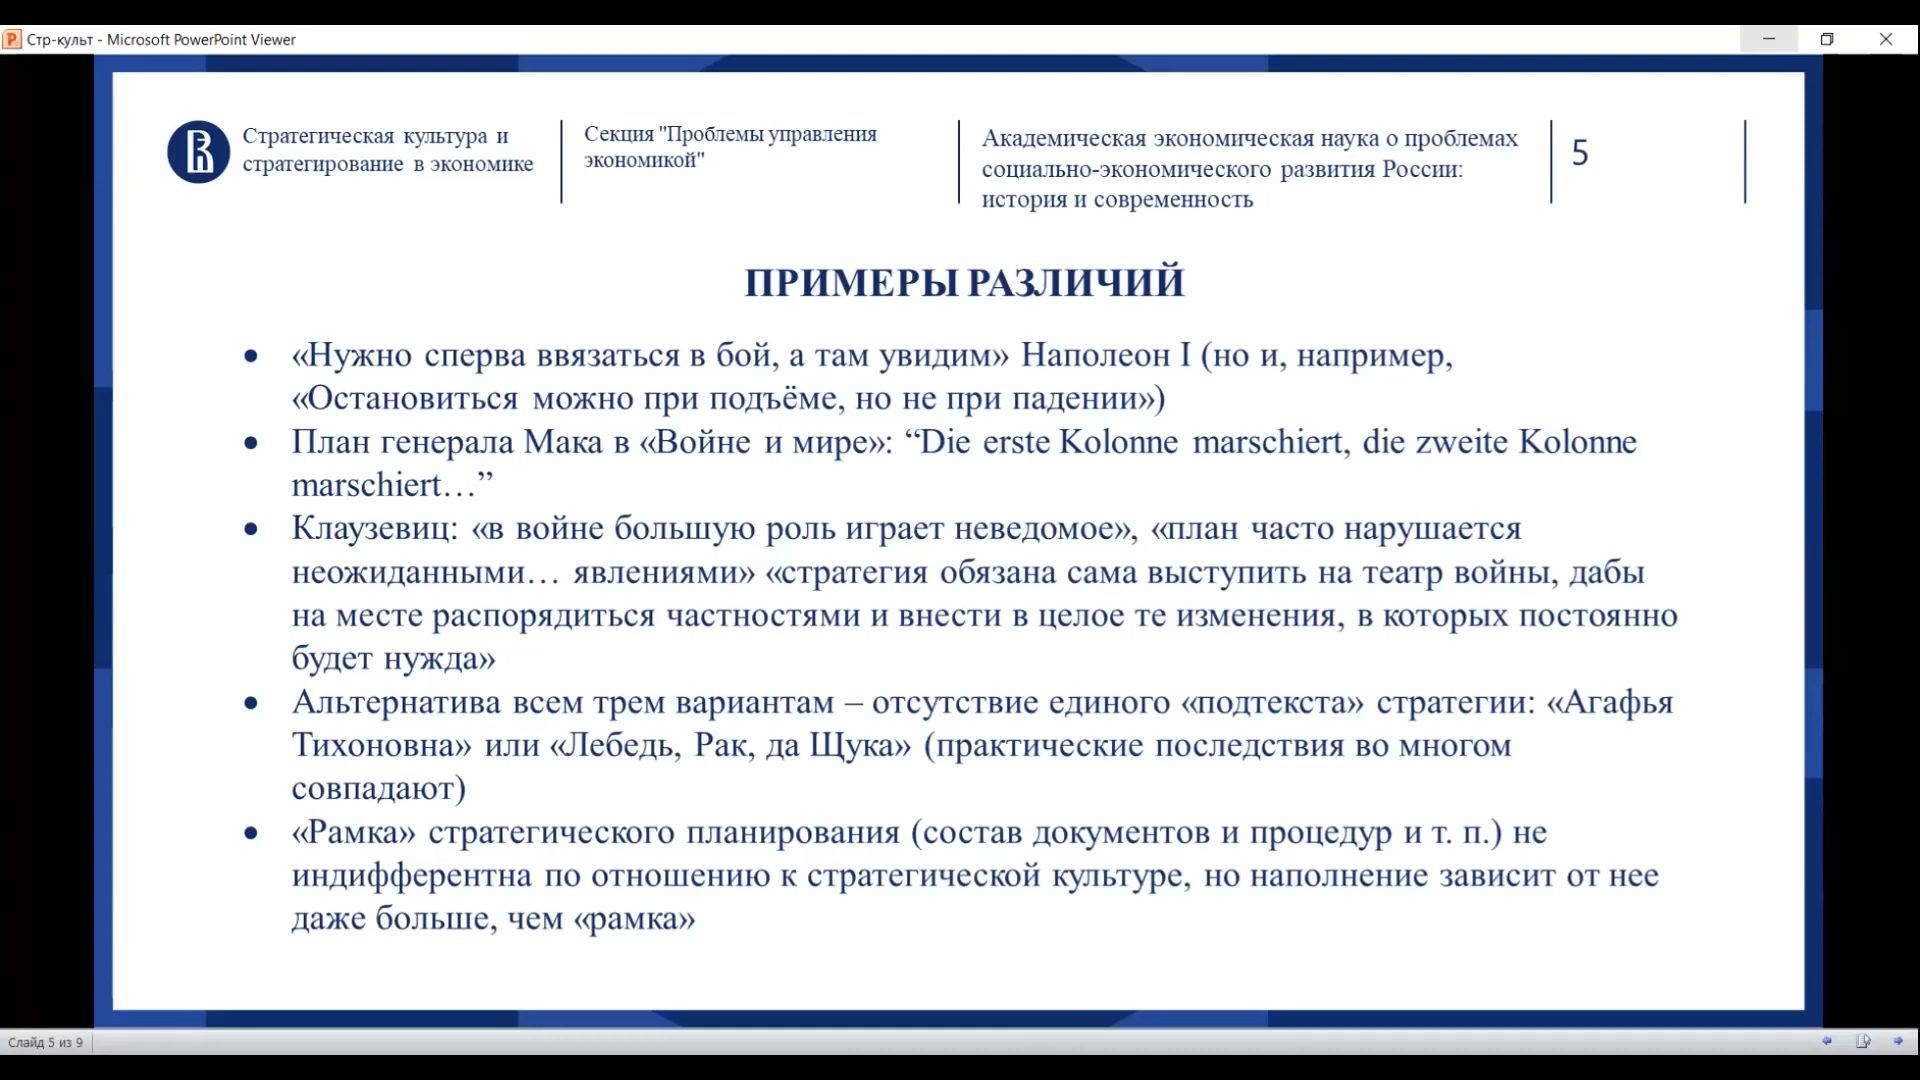 Стр-культ - Microsoft PowerPoint Viewer
Стратегическая культура и
стратегирование в экономике
Секция "Проблемы управления
экономикой"
Академическая экономическая наука о проблемах
социально-экономического развития России:
история и современность
5
ПРИМЕРЫ РАЗЛИЧИЙ
• «Нужно сперва ввязаться в бой, а там увидим» Наполеон I (но и, например,
«Остановиться можно при подъёме, но не при падении»)
• План генерала Мака в «Войне и мире»: “Die erste Kolonne marschiert, die zweite Kolonne
marschiert…”
• Клаузевиц: «в войне большую роль играет неведомое», «план часто нарушается
неожиданными… явлениями» «стратегия обязана сама выступить на театр войны, дабы
на месте распорядиться частностями и внести в целое те изменения, в которых постоянно
будет нужда»
• Альтернатива всем трем вариантам – отсутствие единого «подтекста» стратегии: «Агафья
Тихоновна» или «Лебедь, Рак, да Щука» (практические последствия во многом
совпадают)
• «Рамка» стратегического планирования (состав документов и процедур и т. п.) не
индифферентна по отношению к стратегической культуре, но наполнение зависит от нее
даже больше, чем «рамка»
Слайд 5 из 9